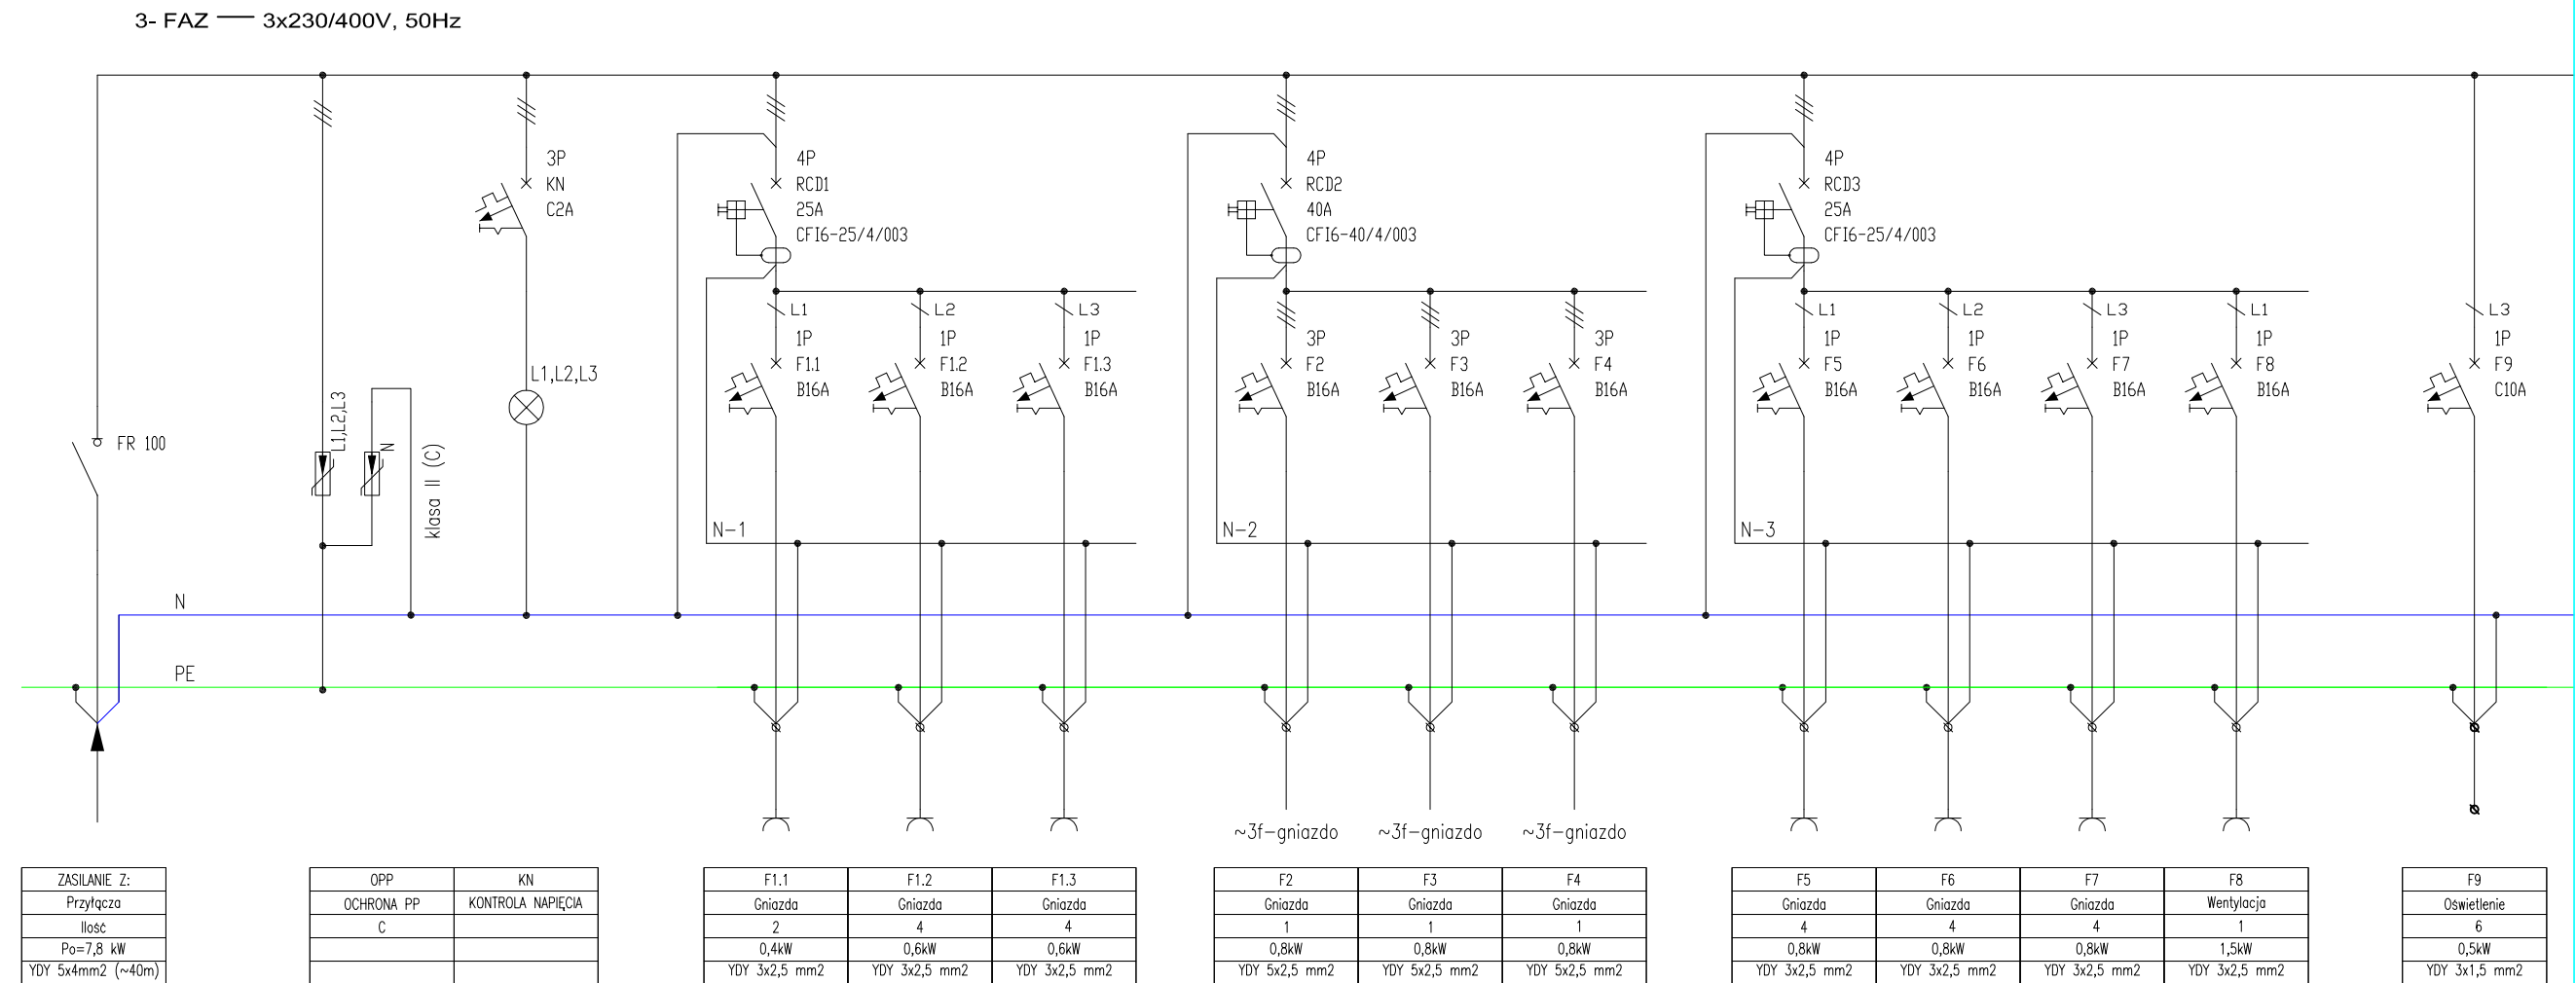 3- FAZ — 3x230/400V, 50Hz
3P
KN
C2A
4P
RCD1
25A
CFI6-25/4/003
4P
RCD2
40A
CFI6-40/4/003
4P
RCD3
25A
CFI6-25/4/003
L1 L2 L3 L1 L2 L3 L1 L3
1P 1P 1P 3P 3P 3P 1P 1P 1P 1P 1P
F1.1 F1.2 F1.3 F2 F3 F4 F5 F6 F7 F8 F9
B16A B16A B16A B16A B16A B16A B16A B16A B16A B16A C10A
L1,L2,L3
FR 100
L1,L2,L3
N
klasa II (C)
N-1 N-2 N-3
N
PE
~3f-gniazdo ~3f-gniazdo ~3f-gniazdo
ZASILANIE Z: OPP KN F1.1 F1.2 F1.3 F2 F3 F4 F5 F6 F7 F8 F9
Przyłącza OCHRONA PP KONTROLA NAPIĘCIA Gniazda Gniazda Gniazda Gniazda Gniazda Gniazda Gniazda Gniazda Gniazda Wentylacja Oświetlenie
Ilość C 2 4 4 1 1 1 4 4 4 1 6
Po=7,8 kW 0,4kW 0,6kW 0,6kW 0,8kW 0,8kW 0,8kW 0,8kW 0,8kW 0,8kW 1,5kW 0,5kW
YDY 5x4mm2 (~40m) YDY 3x2,5 mm2 YDY 3x2,5 mm2 YDY 3x2,5 mm2 YDY 5x2,5 mm2 YDY 5x2,5 mm2 YDY 5x2,5 mm2 YDY 3x2,5 mm2 YDY 3x2,5 mm2 YDY 3x2,5 mm2 YDY 3x2,5 mm2 YDY 3x1,5 mm2